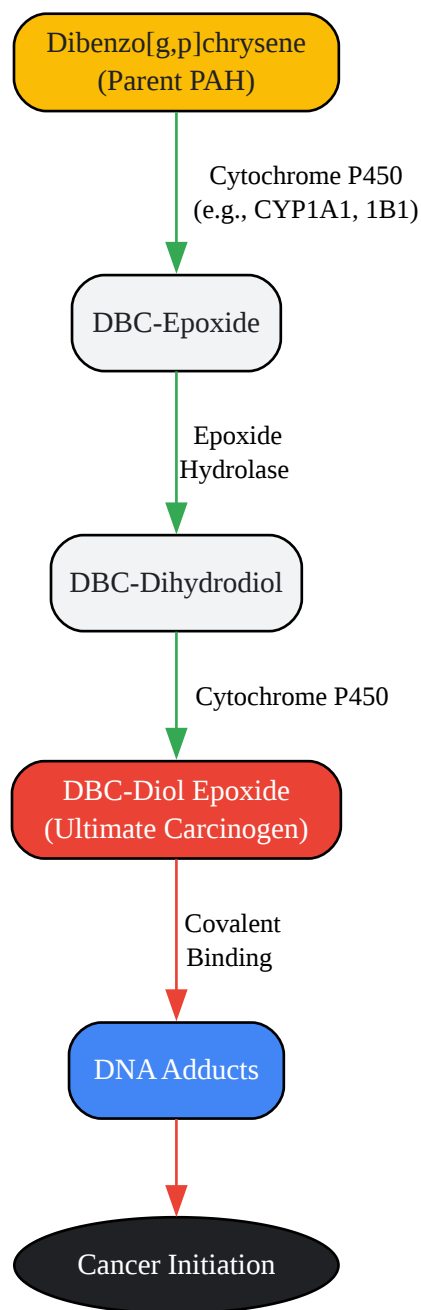 Dibenzo[g,p]chrysene
(Parent PAH)
Cytochrome P450
(e.g., CYP1A1, 1B1)
DBC-Epoxide
Epoxide
Hydrolase
DBC-Dihydrodiol
Cytochrome P450
DBC-Diol Epoxide
(Ultimate Carcinogen)
Covalent
Binding
DNA Adducts
Cancer Initiation